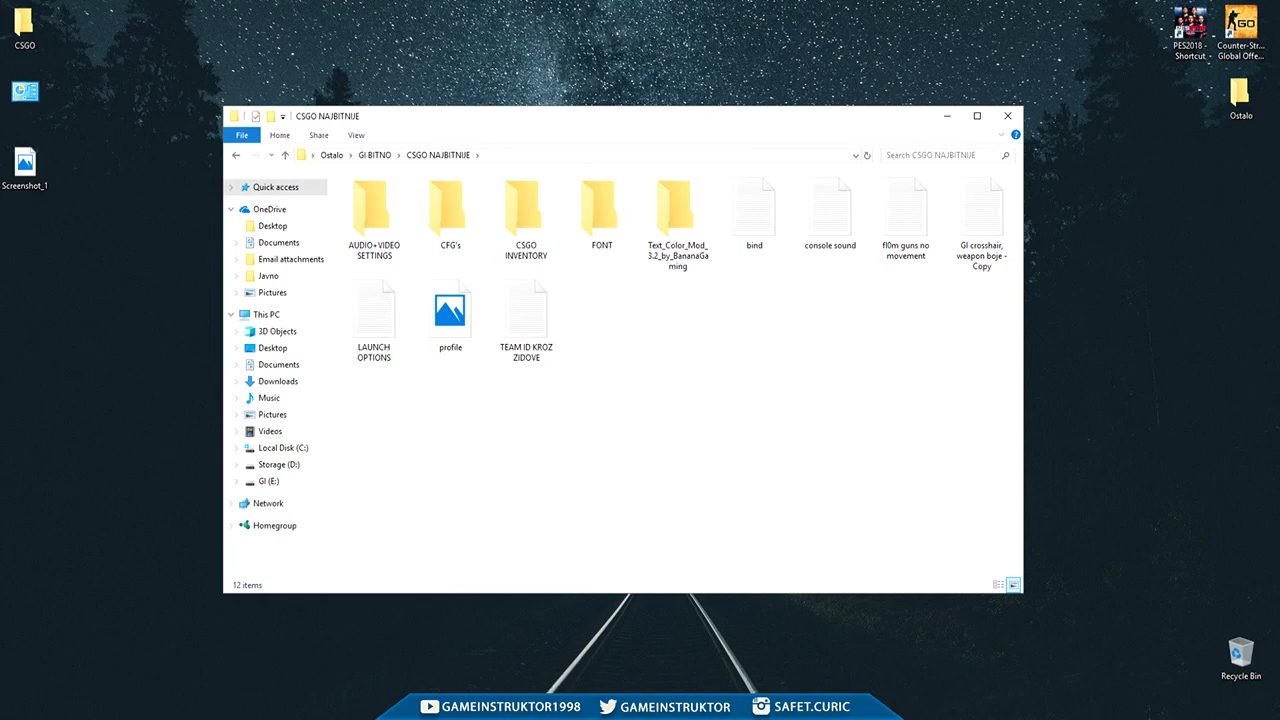 CSGO
Screenshot_1
PES2018 -
Shortcut
Counter-Str...
Global Offe...
Ostalo
CSGO NAJBITNIJE
File
Home
Share
View
Ostalo
GI BITNO
CSGO NAJBITNIJE
Search CSGO NAJBITNIJE
Quick access
OneDrive
Desktop
Documents
Email attachments
Javno
Pictures
This PC
3D Objects
Desktop
Documents
Downloads
Music
Pictures
Videos
Local Disk (C:)
Storage (D:)
GI (E:)
Network
Homegroup
AUDIO+VIDEO
SETTINGS
CFG's
CSGO
INVENTORY
FONT
Text_Color_Mod_
3.2_by_BananaGa
ming
bind
console sound
fl0m guns no
movement
GI crosshair,
weapon boje -
Copy
LAUNCH
OPTIONS
profile
TEAM ID KROZ
ZIDOVE
12 items
Recycle Bin
GAMEINSTRUKTOR1998
GAMEINSTRUKTOR
SAFET.CURIC